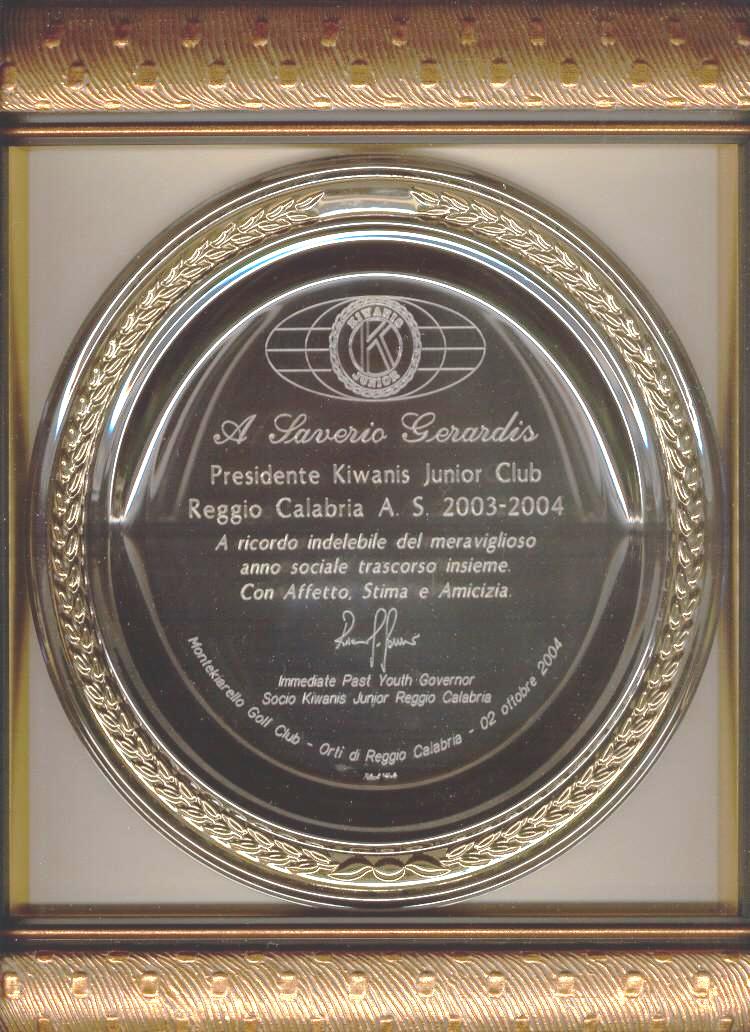 KIWANIS
K
JUNIOR
A Saverio Gerardis
Presidente Kiwanis Junior Club
Reggio Calabria A. S. 2003-2004
A ricordo indelebile del meraviglioso
anno sociale trascorso insieme.
Con Affetto, Stima e Amicizia.
Immediate Past Youth Governor
Socio Kiwanis Junior Reggio Calabria
Montekiarello Golf Club - Orti di Reggio Calabria - 02 ottobre 2004